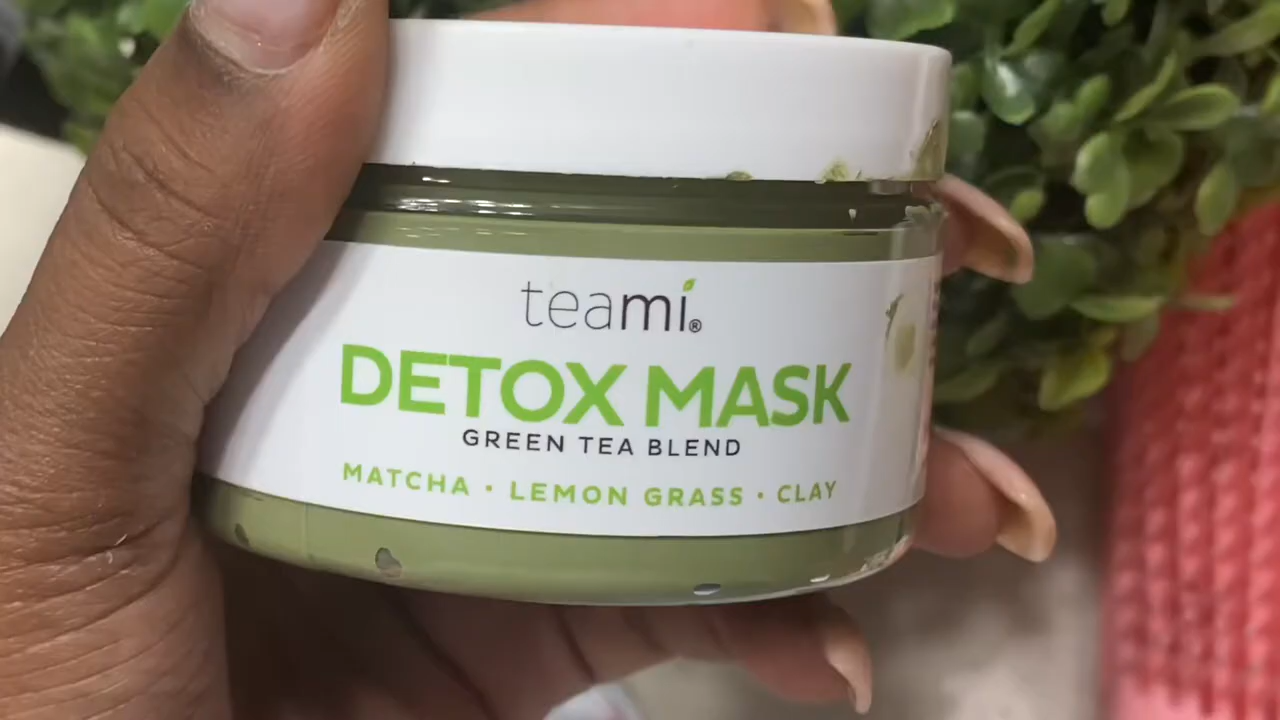 teami®
DETOX MASK
GREEN TEA BLEND
MATCHA • LEMON GRASS • CLAY